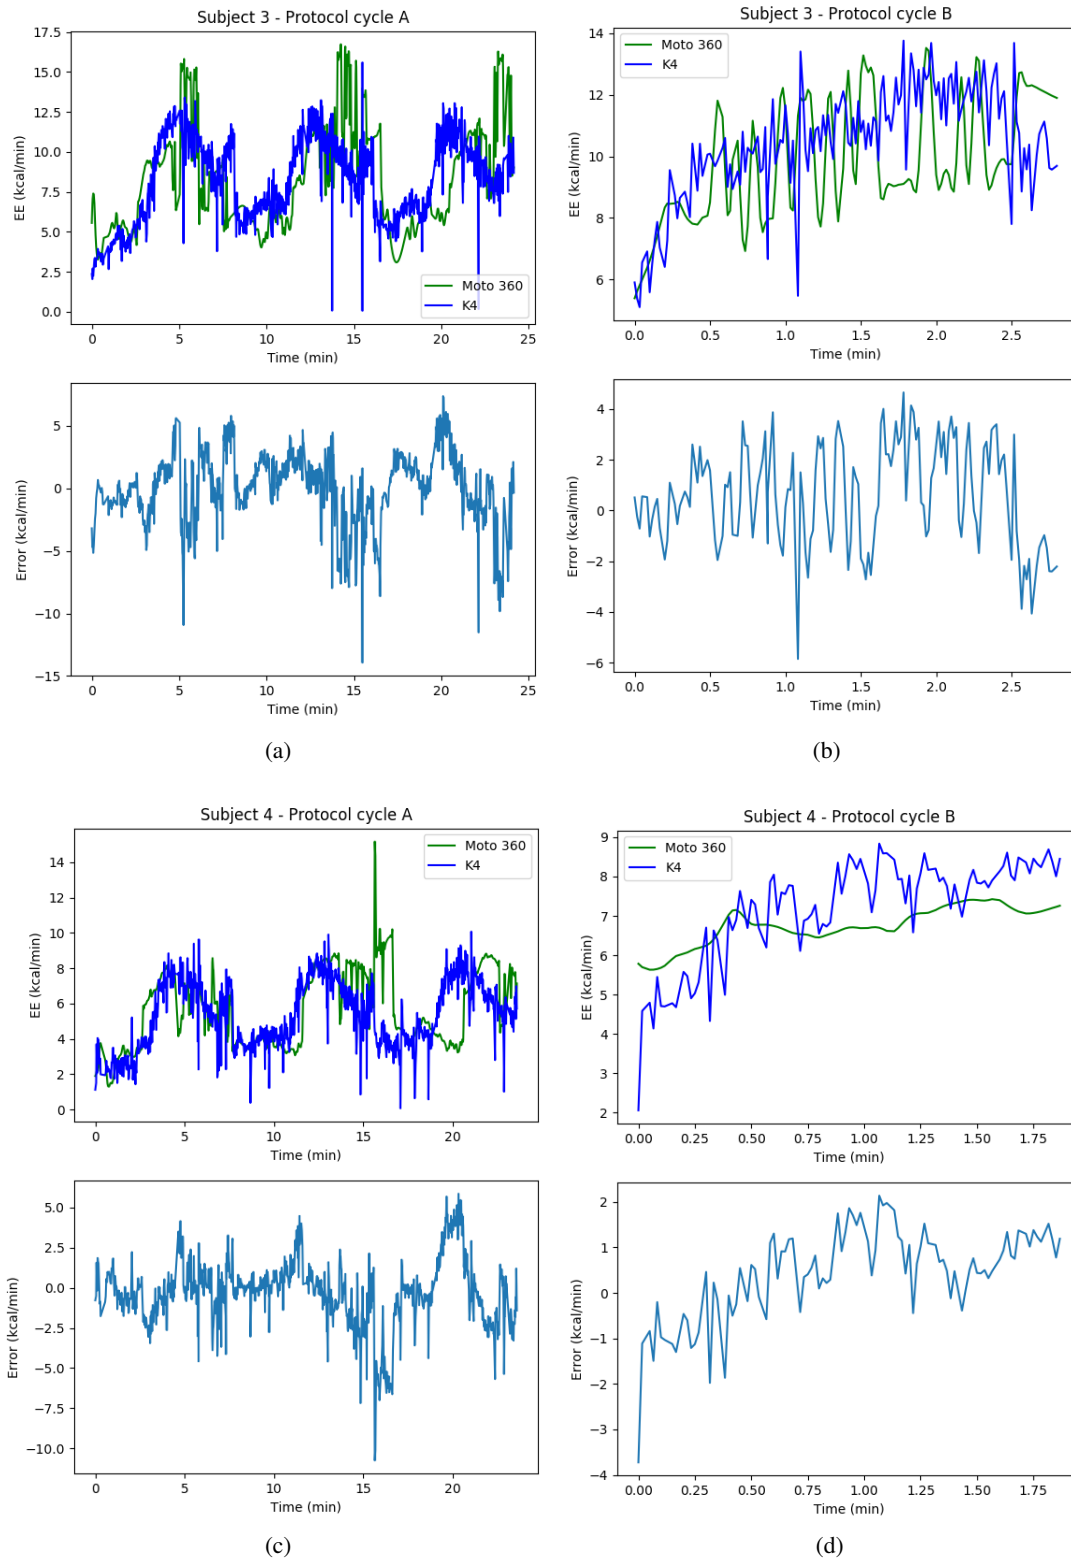 Subject 3 - Protocol cycle A
17.5
15.0
12.5
10.0
7.5
5.0
2.5
0.0
EE (kcal/min)
Moto 360
K4
0 5 10 15 20 25
Time (min)
5
0
−5
−10
−15
Error (kcal/min)
0 5 10 15 20 25
Time (min)
(a)
Subject 3 - Protocol cycle B
14
12
10
8
6
EE (kcal/min)
Moto 360
K4
0.0 0.5 1.0 1.5 2.0 2.5
Time (min)
4
2
0
−2
−4
−6
Error (kcal/min)
0.0 0.5 1.0 1.5 2.0 2.5
Time (min)
(b)
Subject 4 - Protocol cycle A
14
12
10
8
6
4
2
0
EE (kcal/min)
Moto 360
K4
0 5 10 15 20
Time (min)
5.0
2.5
0.0
−2.5
−5.0
−7.5
−10.0
Error (kcal/min)
0 5 10 15 20
Time (min)
(c)
Subject 4 - Protocol cycle B
9
8
7
6
5
4
3
2
EE (kcal/min)
Moto 360
K4
0.00 0.25 0.50 0.75 1.00 1.25 1.50 1.75
Time (min)
2
1
0
−1
−2
−3
−4
Error (kcal/min)
0.00 0.25 0.50 0.75 1.00 1.25 1.50 1.75
Time (min)
(d)